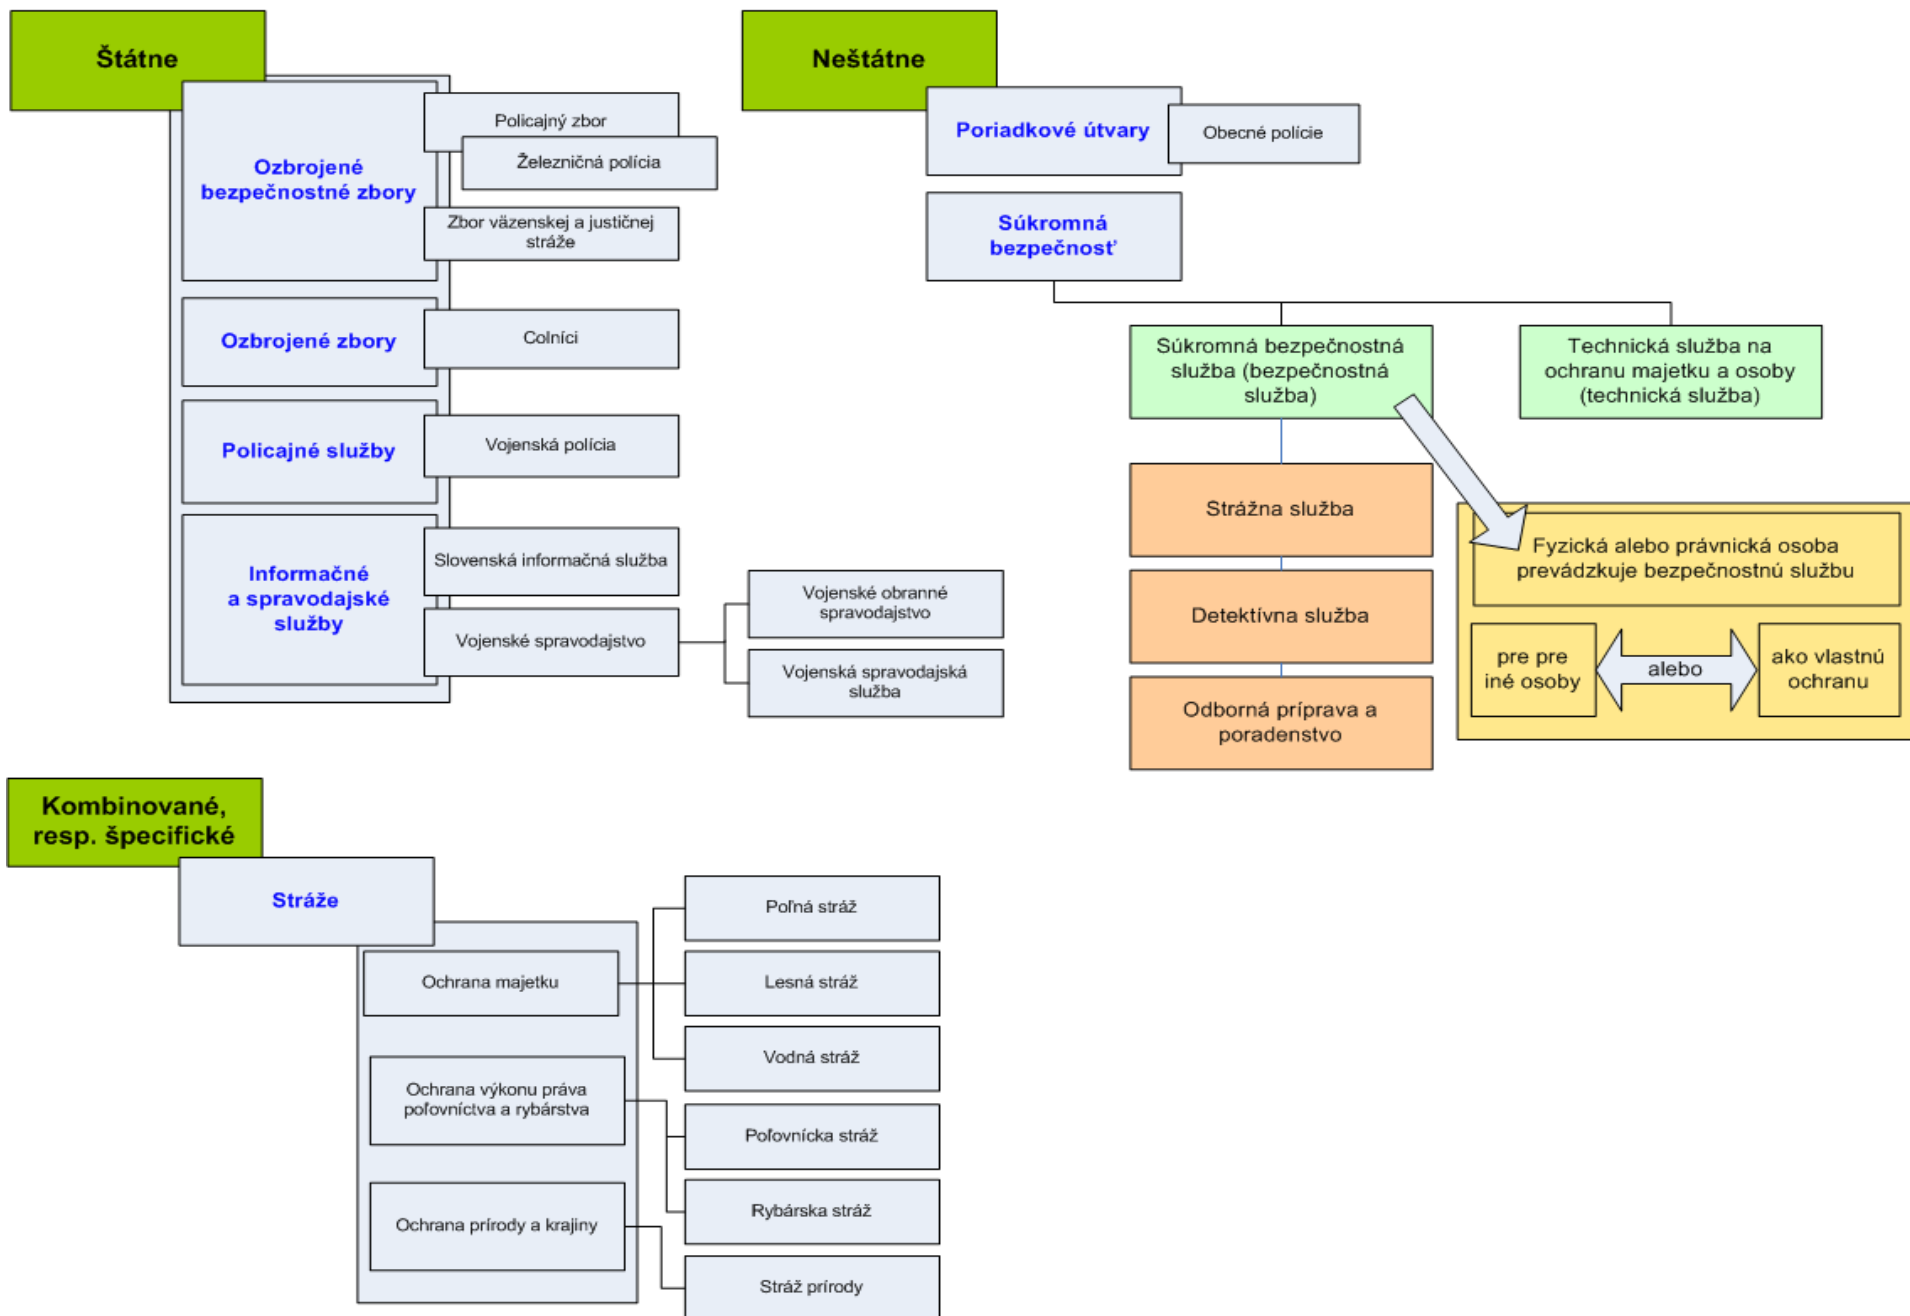 Štátne
Ozbrojené
bezpečnostné zbory
Policajný zbor
Železničná polícia
Zbor väzenskej a justičnej
stráže
Ozbrojené zbory
Colníci
Policajné služby
Vojenská polícia
Informačné
a spravodajské
služby
Slovenská informačná služba
Vojenské spravodajstvo
Vojenské obranné
spravodajstvo
Vojenská spravodajská
služba
Neštátne
Poriadkové útvary
Obecné polície
Súkromná
bezpečnosť
Súkromná bezpečnostná
služba (bezpečnostná
služba)
Technická služba na
ochranu majetku a osoby
(technická služba)
Strážna služba
Detektívna služba
Odborná príprava a
poradenstvo
Fyzická alebo právnická osoba
prevádzkuje bezpečnostnú službu
pre pre
iné osoby
alebo
ako vlastnú
ochranu
Kombinované,
resp. špecifické
Stráže
Ochrana majetku
Poľná stráž
Lesná stráž
Vodná stráž
Ochrana výkonu práva
poľovníctva a rybárstva
Poľovnícka stráž
Rybárska stráž
Ochrana prírody a krajiny
Stráž prírody